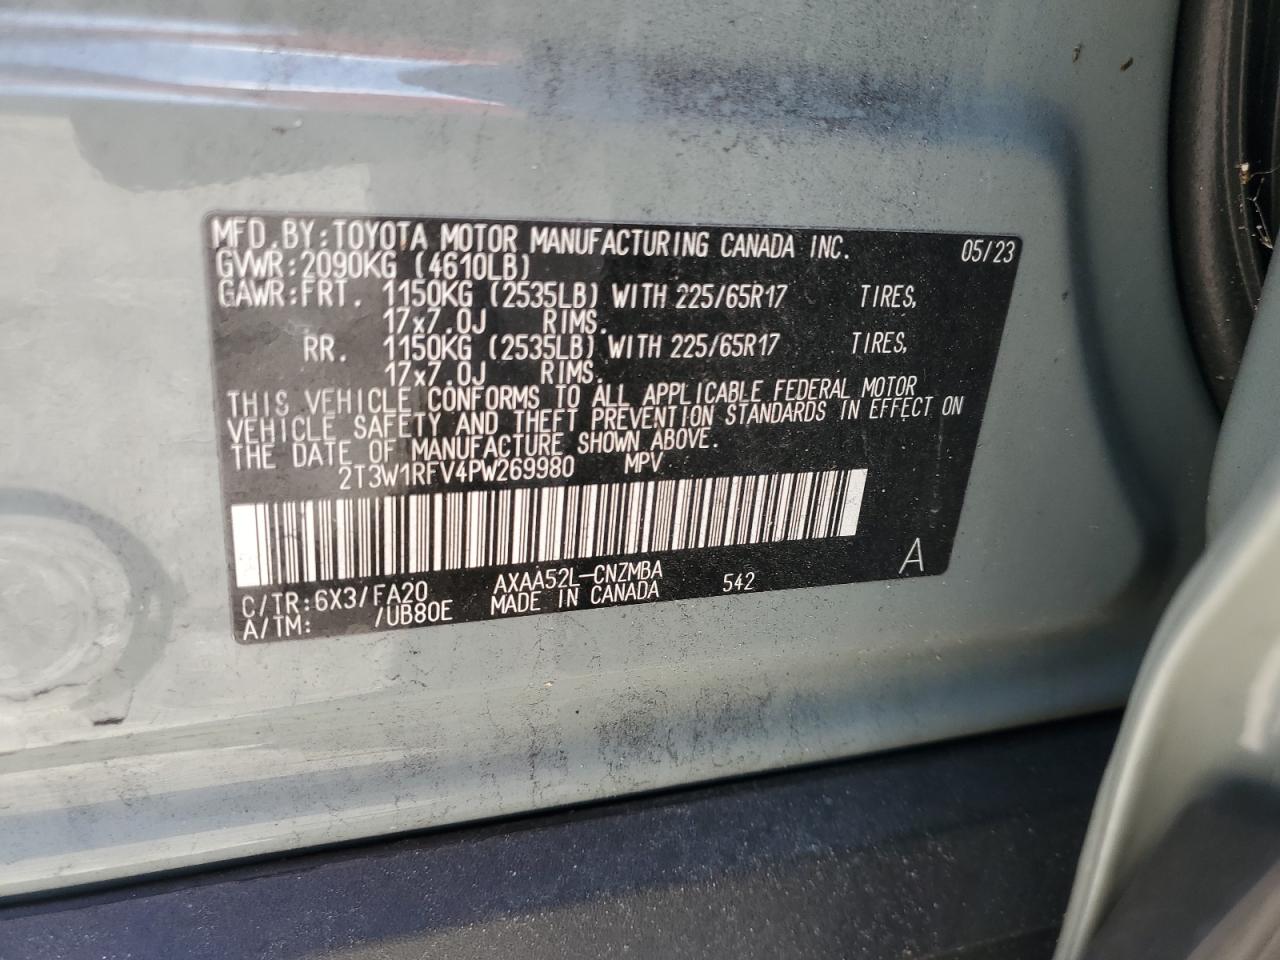 MFD.BY:TOYOTA MOTOR MANUFACTURING CANADA INC. 05/23
GVWR:2090KG (4610LB)
GAWR:FRT. 1150KG (2535LB) WITH 225/65R17 TIRES,
17x7.0J RIMS.
RR. 1150KG (2535LB) WITH 225/65R17 TIRES,
17x7.0J RIMS.
THIS VEHICLE CONFORMS TO ALL APPLICABLE FEDERAL MOTOR
VEHICLE SAFETY AND THEFT PREVENTION STANDARDS IN EFFECT ON
THE DATE OF MANUFACTURE SHOWN ABOVE.
2T3W1RFV4PW269980 MPV
C/TR:6X3/FA20 AXAA52L-CNZMBA 542 A
A/TM: /UB80E MADE IN CANADA